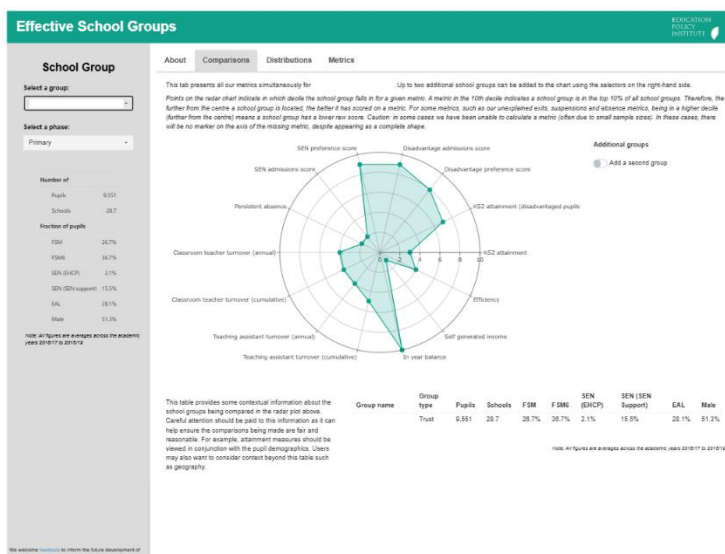 Effective School Groups
EDUCATION
POLICY
INSTITUTE
School Group
Select a group:
Select a phase:
Primary
Number of
Pupils 9,551
Schools 28.7
Fraction of pupils
FSM 26.7%
FSM6 36.7%
SEN (EHCP) 2.1%
SEN (SEN support) 15.5%
EAL 28.1%
Male 51.3%
Note: All figures are averages across the academic
years 2016/17 to 2018/19
We welcome feedback to inform the future development of
About Comparisons Distributions Metrics
This tab presents all our metrics simultaneously for Up to two additional school groups can be added to the chart using the selectors on the right-hand side.
Points on the radar chart indicate in which decile the school group falls in for a given metric. A metric in the 10th decile indicates a school group is in the top 10% of all school groups. Therefore, the
further from the centre a school group is located, the better it has scored on a metric. For some metrics, such as our unexplained exits, suspensions and absence metrics, being in a higher decile
(further from the centre) means a school group has a lower raw score. Caution: in some cases we have been unable to calculate a metric (often due to small sample sizes). In these cases, there
will be no marker on the axis of the missing metric, despite appearing as a complete shape.
Additional groups
Add a second group
SEN preference score
Disadvantage admissions score
SEN admissions score
Disadvantage preference score
Persistent absence
KS2 attainment (disadvantaged pupils
Classroom teacher turnover (annual)
0 2 4 6 8 10
KS2 attainment
Classroom teacher turnover (cumulative)
Efficiency
Teaching assistant turnover (annual)
Self generated income
Teaching assistant turnover (cumulative)
In year balance
This table provides some contextual information about the
school groups being compared in the radar plot above.
Careful attention should be paid to this information as it can
help ensure the comparisons being made are fair and
reasonable. For example, attainment measures should be
viewed in conjunction with the pupil demographics. Users
may also want to consider context beyond this table such
as geography.
Group name Group type Pupils Schools FSM FSM6 SEN (EHCP) SEN (SEN Support) EAL Male
Trust 9,551 28.7 26.7% 36.7% 2.1% 15.5% 28.1% 51.3%
Note: All figures are averages across the academic years 2016/17 to 2018/19